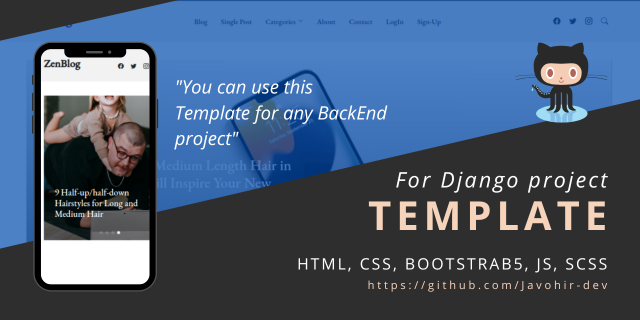 Blog Single Post Categories About Contact LogIn Sign-Up
ZenBlog
"You can use this
Template for any BackEnd
project"
Medium Length Hair in
ll Inspire Your New
9 Half-up/half-down
Hairstyles for Long and
Medium Hair
For Django project
TEMPLATE
HTML, CSS, BOOTSTRAB5, JS, SCSS
https://github.com/Javohir-dev